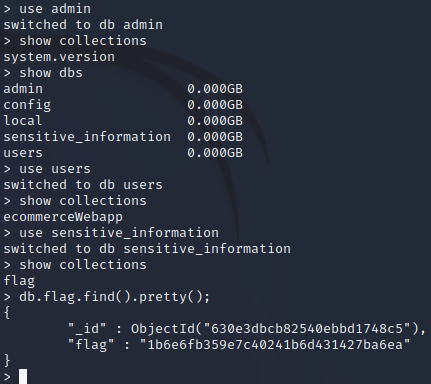 > use admin
switched to db admin
> show collections
system.version
> show dbs
admin                  0.000GB
config                 0.000GB
local                  0.000GB
sensitive_information  0.000GB
users                  0.000GB
> use users
switched to db users
> show collections
ecommerceWebapp
> use sensitive_information
switched to db sensitive_information
> show collections
flag
> db.flag.find().pretty();
{
        "_id" : ObjectId("630e3dbcb82540ebbd1748c5"),
        "flag" : "1b6e6fb359e7c40241b6d431427ba6ea"
}
>